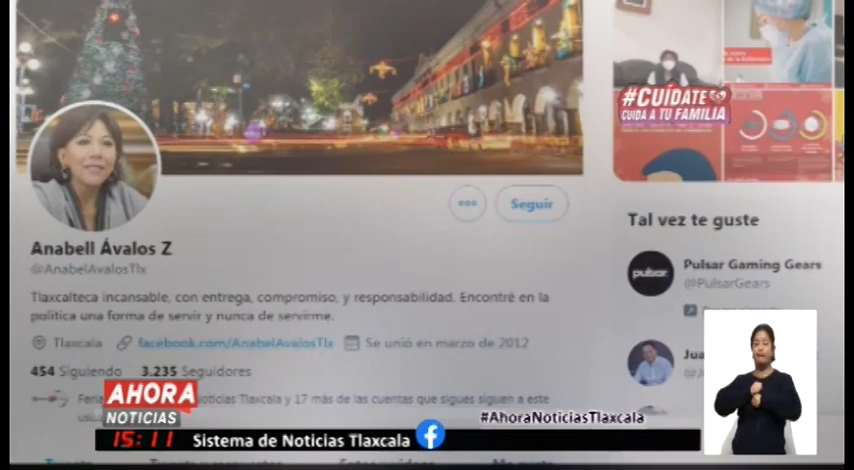 #CUÍDATE
CUIDA A TU FAMILIA
Seguir
Anabell Ávalos Z
@AnabelAvalosTlx
Tlaxcalteca incansable, con entrega, compromiso, y responsabilidad. Encontré en la
política una forma de servir y nunca de servirme.
Tlaxcala facebook.com/AnabelAvalosTlx Se unió en marzo de 2012
454 Siguiendo 3.235 Seguidores
Noticias Tlaxcala y 17 más de las cuentas que sigues siguen a este
Tal vez te guste
pulsar
Pulsar Gaming Gears
@PulsarGears
AHORA
NOTICIAS
#AhoraNoticiasTlaxcala
15:11 Sistema de Noticias Tlaxcala